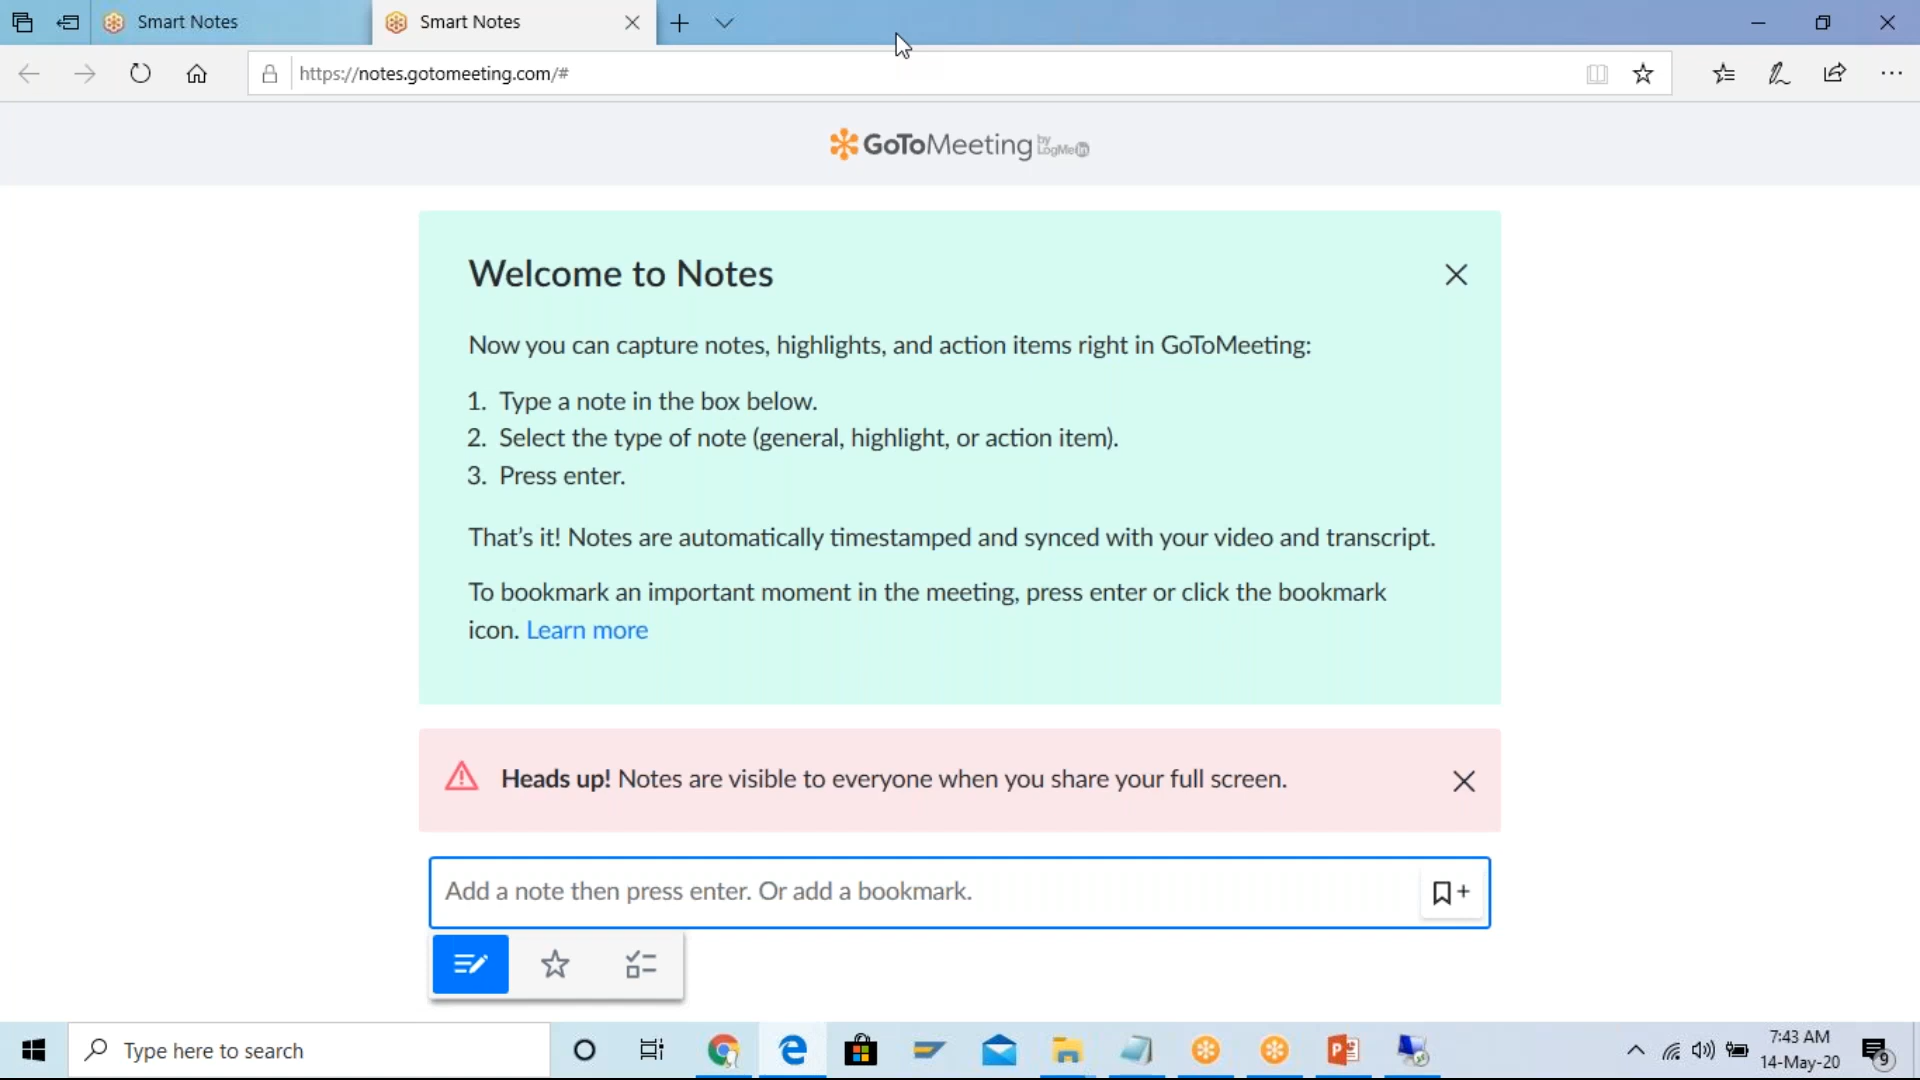 Smart Notes
Smart Notes
https://notes.gotomeeting.com/#
GoToMeeting by LogMeIn
Welcome to Notes
Now you can capture notes, highlights, and action items right in GoToMeeting:
1. Type a note in the box below.
2. Select the type of note (general, highlight, or action item).
3. Press enter.
That's it! Notes are automatically timestamped and synced with your video and transcript.
To bookmark an important moment in the meeting, press enter or click the bookmark
icon. Learn more
Heads up! Notes are visible to everyone when you share your full screen.
Add a note then press enter. Or add a bookmark.
Type here to search
7:43 AM
14-May-20
9